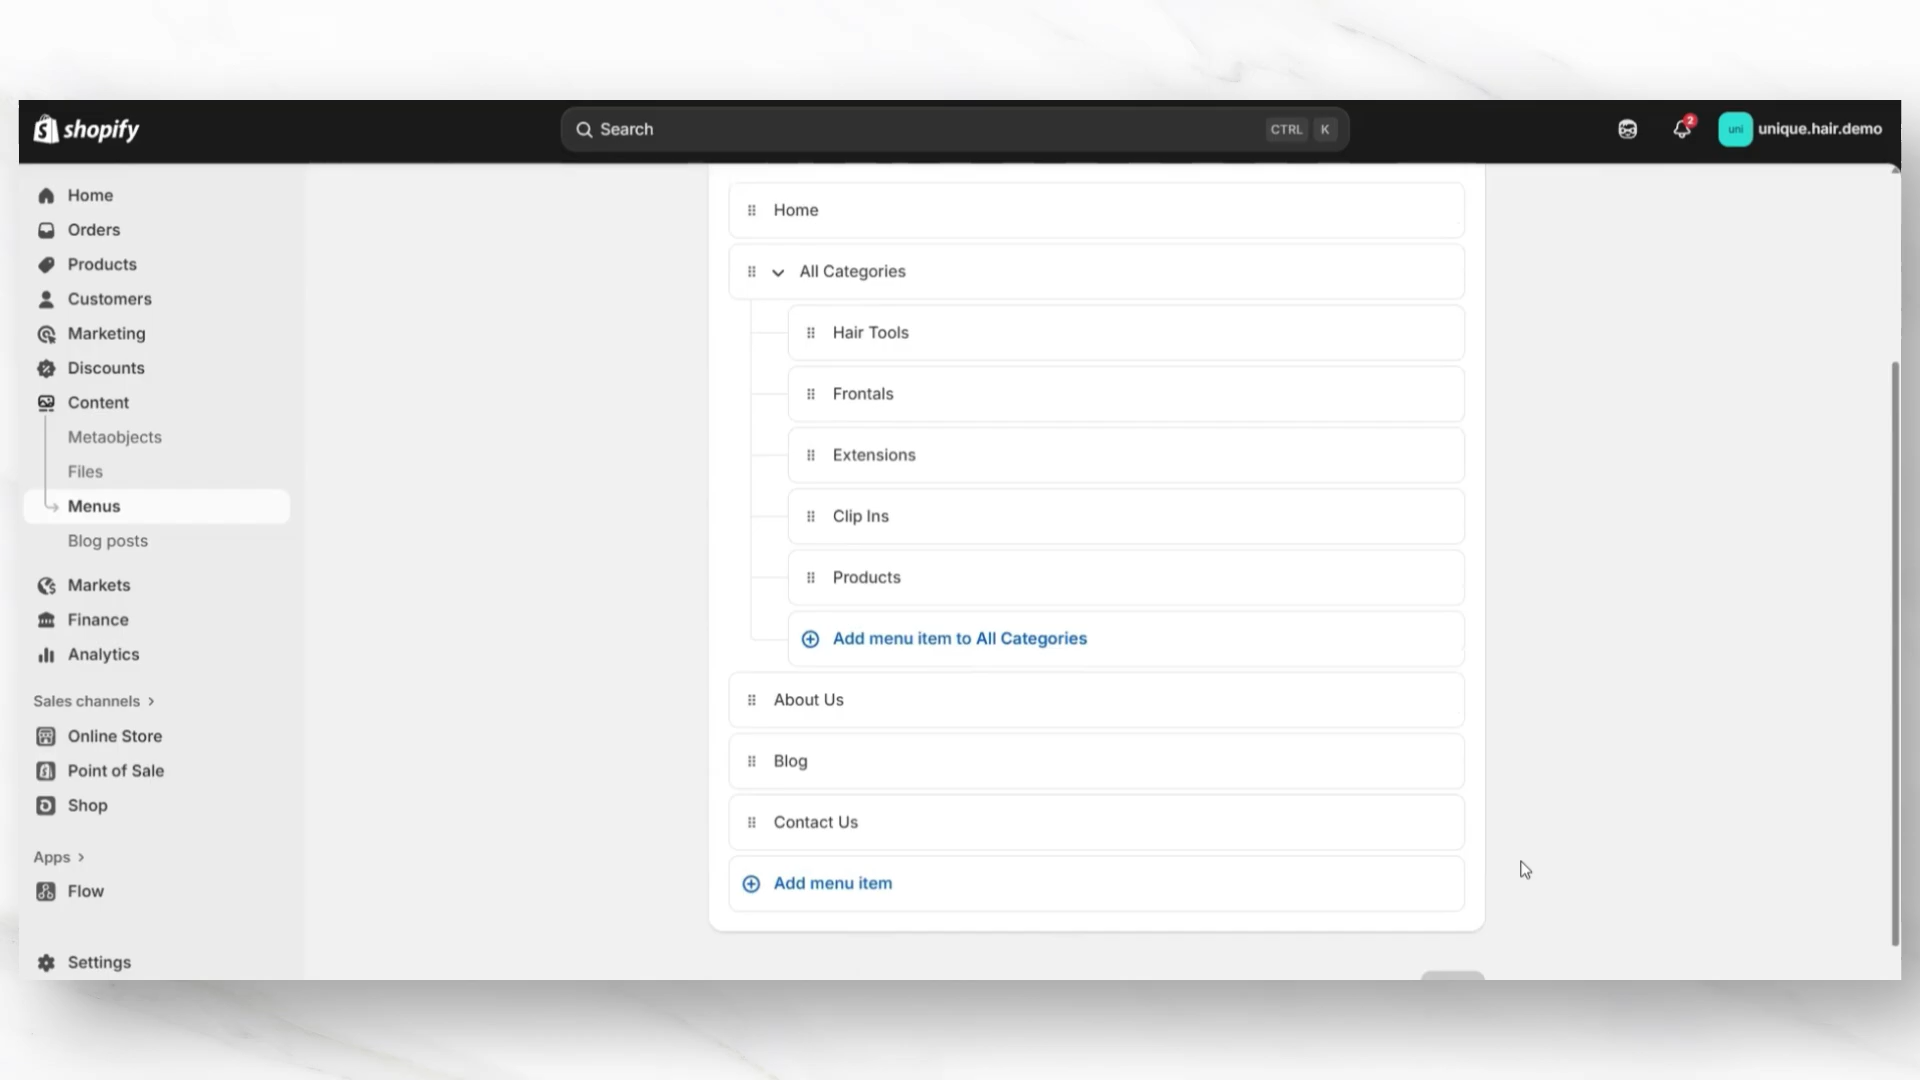 shopify
Search
CTRL K
2
uni
unique.hair.demo
Home
Orders
Products
Customers
Marketing
Discounts
Content
Metaobjects
Files
Menus
Blog posts
Markets
Finance
Analytics
Sales channels >
Online Store
Point of Sale
Shop
Apps >
Flow
Settings
Home
All Categories
Hair Tools
Frontals
Extensions
Clip Ins
Products
Add menu item to All Categories
About Us
Blog
Contact Us
Add menu item